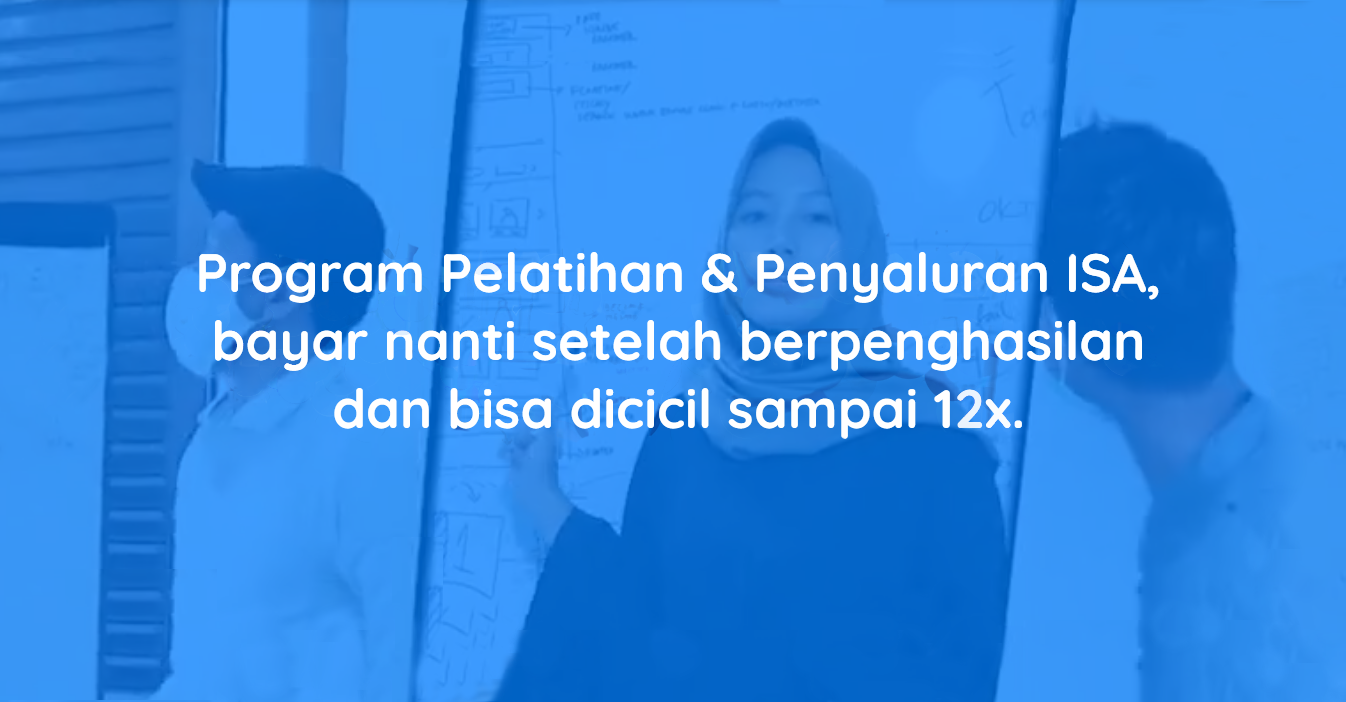 Program Pelatihan & Penyaluran ISA,
bayar nanti setelah berpenghasilan
dan bisa dicicil sampai 12x.